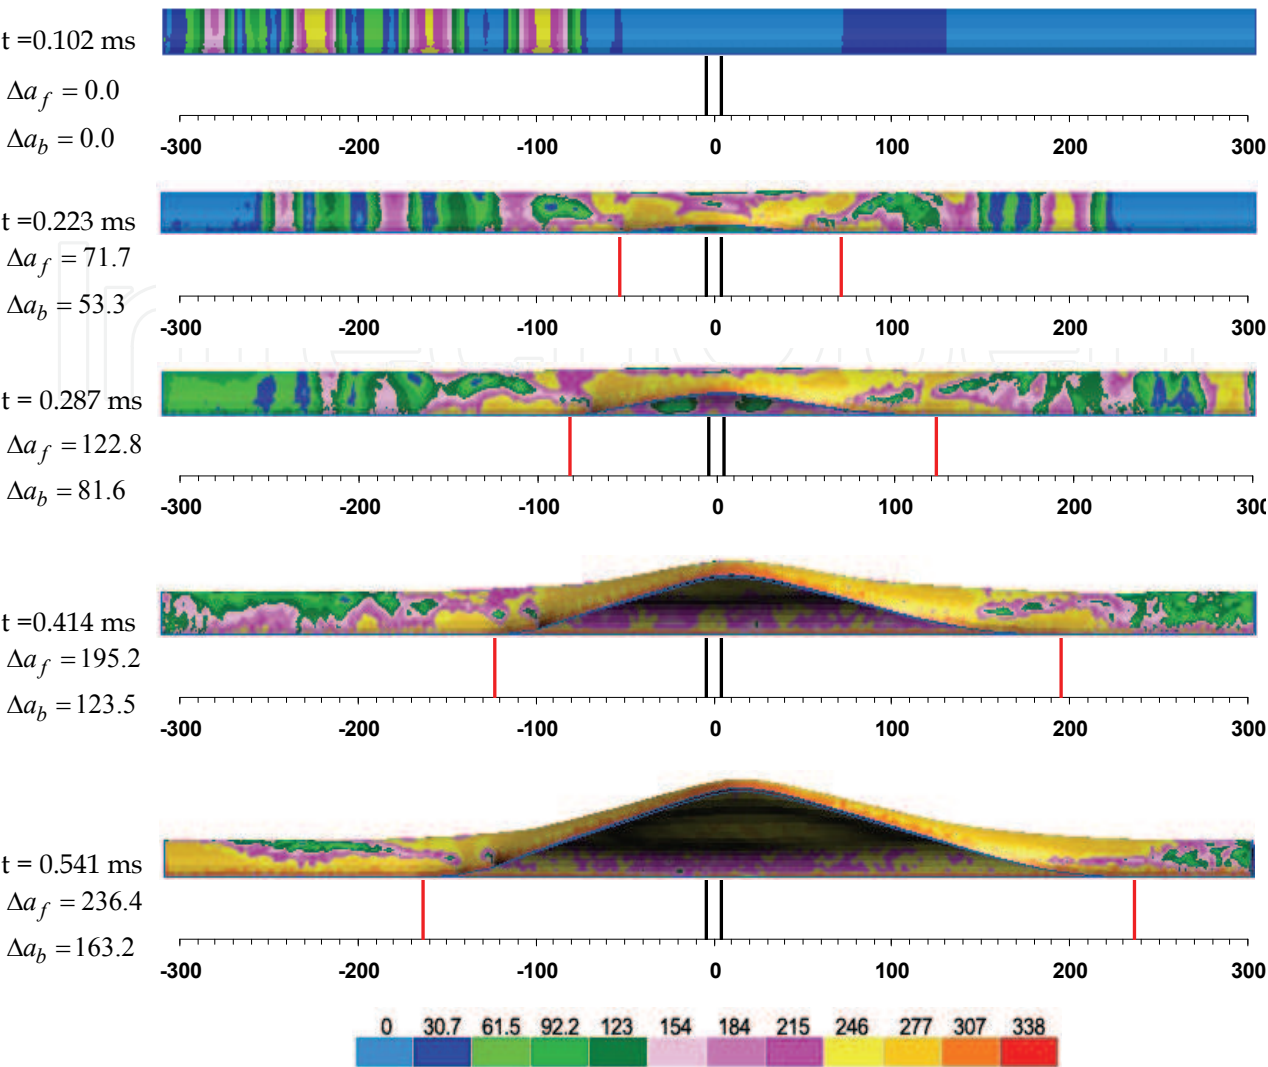 t =0.102 ms
Δa_f = 0.0
Δa_b = 0.0
-300 -200 -100 0 100 200 300
t =0.223 ms
Δa_f = 71.7
Δa_b = 53.3
-300 -200 -100 0 100 200 300
t = 0.287 ms
Δa_f =122.8
Δa_b = 81.6
-300 -200 -100 0 100 200 300
t =0.414 ms
Δa_f =195.2
Δa_b =123.5
-300 -200 -100 0 100 200 300
t = 0.541 ms
Δa_f = 236.4
Δa_b =163.2
-300 -200 -100 0 100 200 300
0 30.7 61.5 92.2 123 154 184 215 246 277 307 338